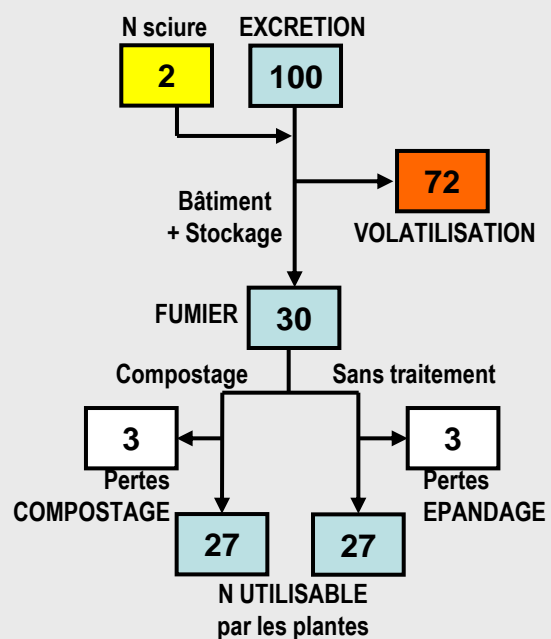 N sciure
EXCRETION
2
100
72
Bâtiment
+ Stockage
VOLATILISATION
FUMIER
30
Compostage
Sans traitement
3
3
Pertes
COMPOSTAGE
Pertes
EPANDAGE
27
27
N UTILISABLE
par les plantes